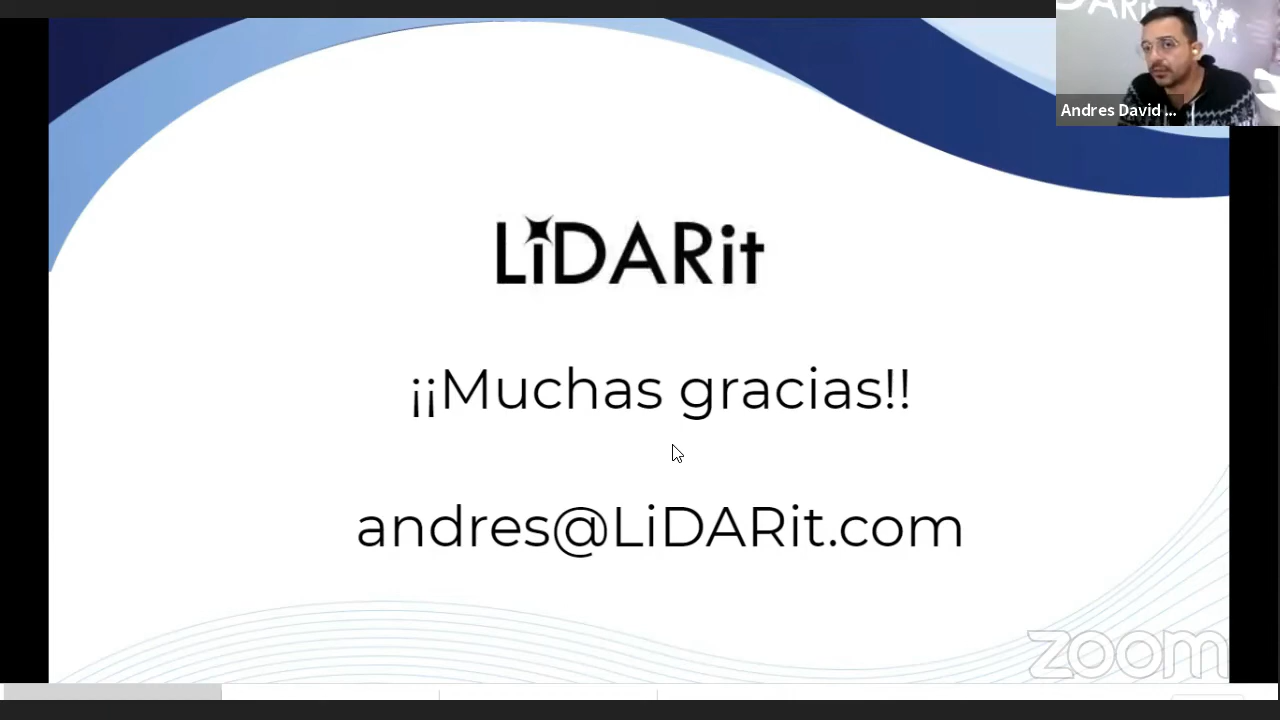 Andres David ...
LiDARit
¡¡Muchas gracias!!
andres@LiDARit.com
zoom